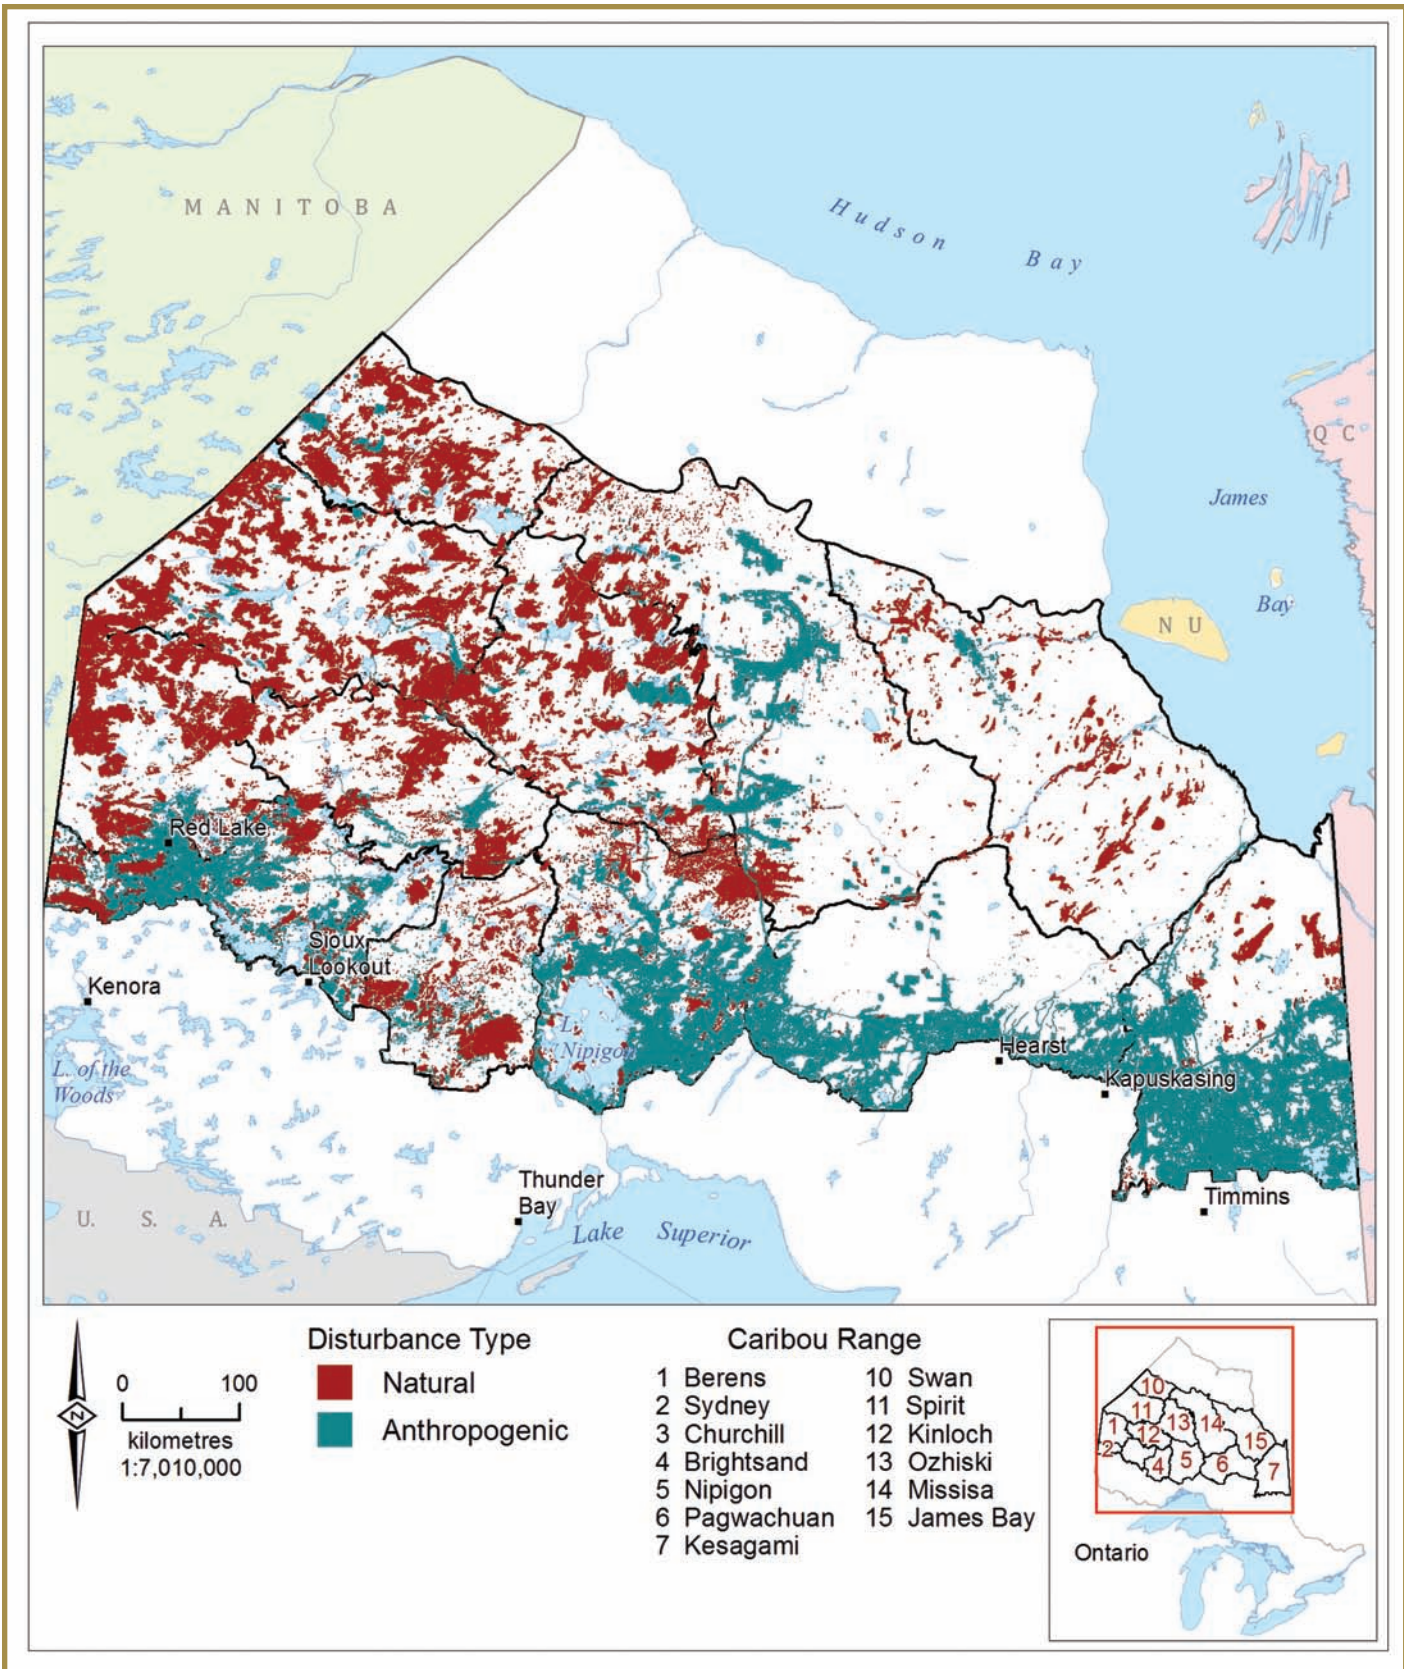 MANITOBA
Hudson Bay
QC
James
Bay
NU
Red Lake
Sioux
Lookout
Kenora
L.
Nipigon
Hearst
L. of the
Woods
Kapuskasing
Thunder
Bay
Timmins
U. S. A.
Lake Superior
Disturbance Type
Natural
Anthropogenic
N
0 100
kilometres
1:7,010,000
Caribou Range
1 Berens
2 Sydney
3 Churchill
4 Brightsand
5 Nipigon
6 Pagwachuan
7 Kesagami
10 Swan
11 Spirit
12 Kinloch
13 Ozhiski
14 Missisa
15 James Bay
10
11
13
14
1
12
15
2
4
5
6
7
Ontario